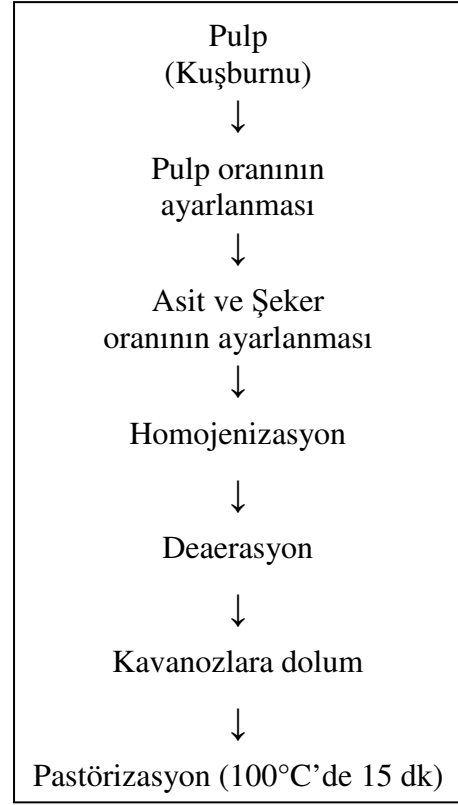 Pulp
(Kuşburnu)
↓
Pulp oranının
ayarlanması
↓
Asit ve Şeker
oranının ayarlanması
↓
Homojenizasyon
↓
Deaerasyon
↓
Kavanozlara dolum
↓
Pastörizasyon (100°C’de 15 dk)